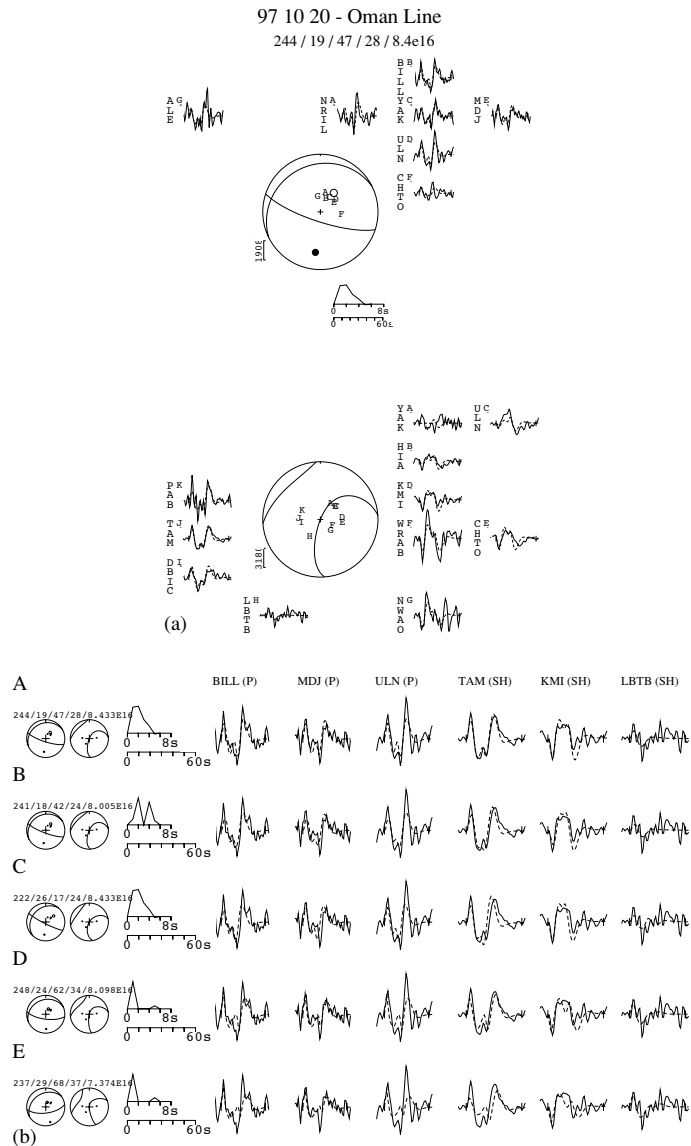 97 10 20 - Oman Line
244 / 19 / 47 / 28 / 8.4e16
ALE G
NRIL A
BILL B
YAK C
MDJ E
ULN D
CHTO F
G A B C D E F
0 8s
0
YAK A
ULN C
HIA B
KMI D
PAB K
TAM J
WRAB F
CHTO E
DBIC I
LBTB H
NWAO G
K J I H A D E F G
(a)
BILL (P) MDJ (P) ULN (P) TAM (SH) KMI (SH) LBTB (SH)
A
244/19/47/28/8.433E16
0 8s
0 60s
B
241/18/42/24/8.005E16
0 8s
0 60s
C
222/26/17/24/8.433E16
0 8s
0 60s
D
248/24/62/34/8.098E16
0 8s
0 60s
E
237/29/68/37/7.374E16
0 8s
0 60s
(b)